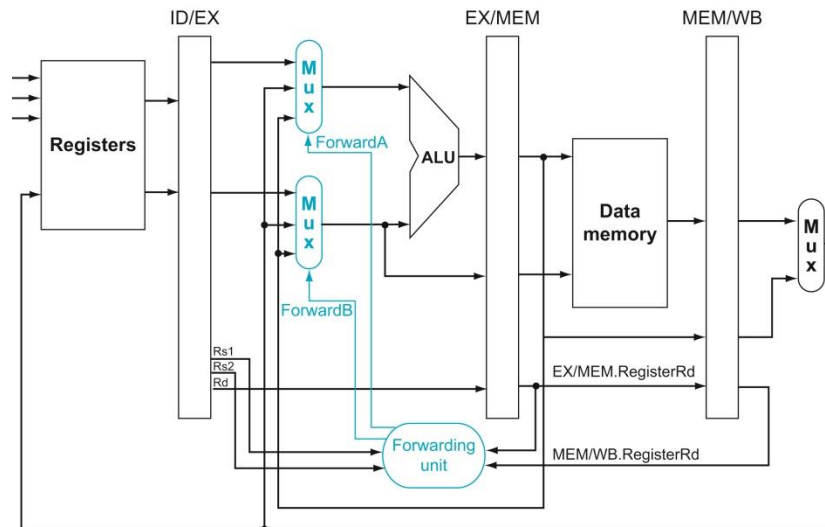 ID/EX
EX/MEM
MEM/WB
Mux
Registers
ForwardA
ALU
Mux
Data
memory
Mux
ForwardB
Rs1
Rs2
Rd
EX/MEM.RegisterRd
Forwarding
unit
MEM/WB.RegisterRd